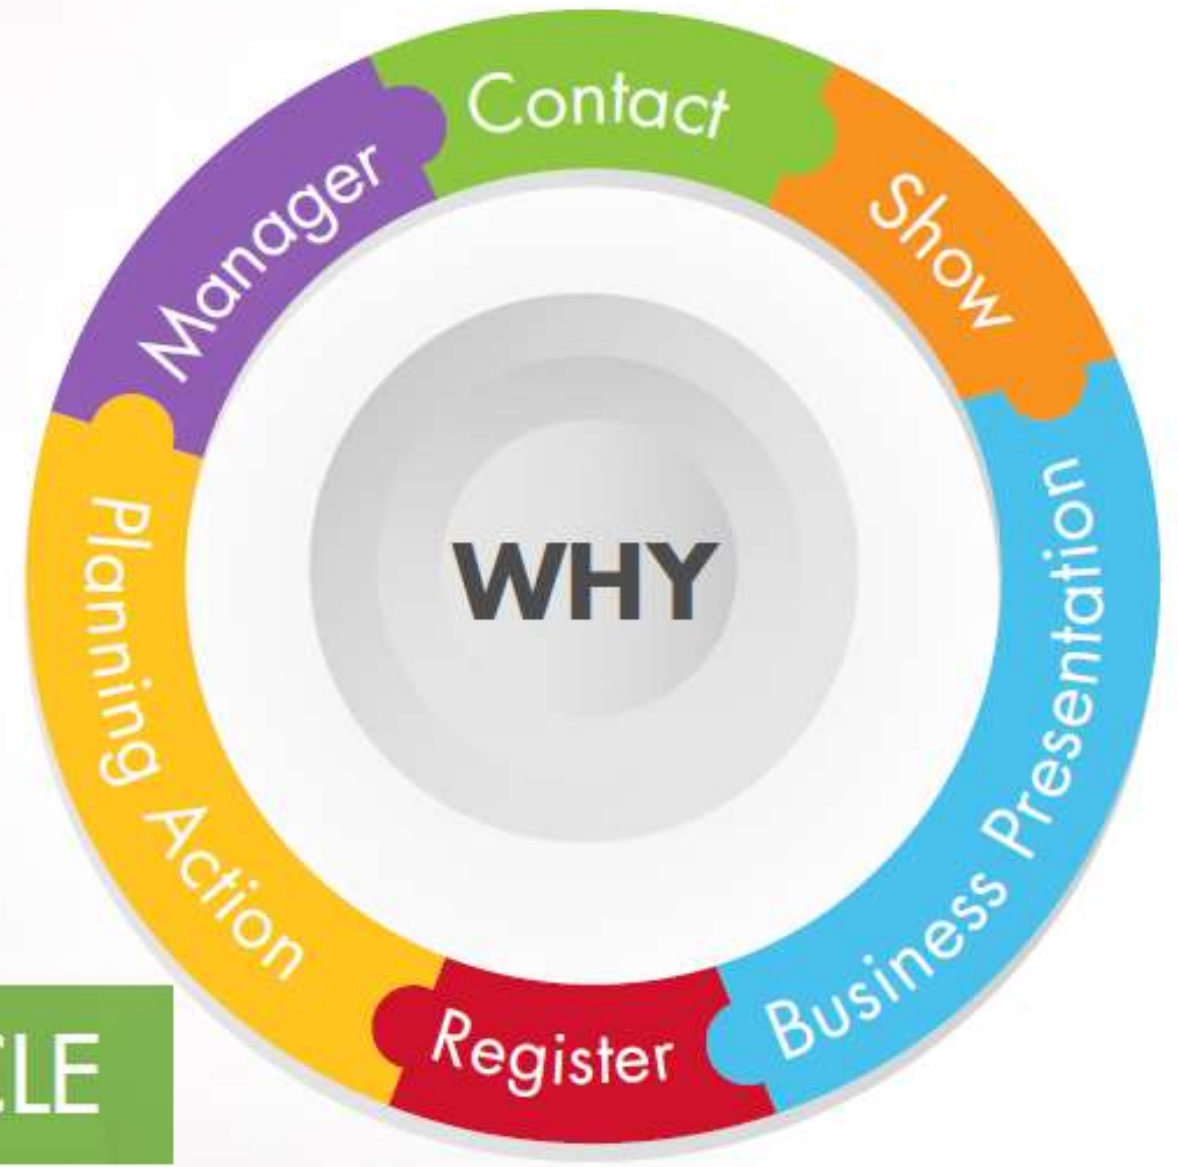 Contact
Show
Business Presentation
Register
Planning Action
Manager
WHY
CLE